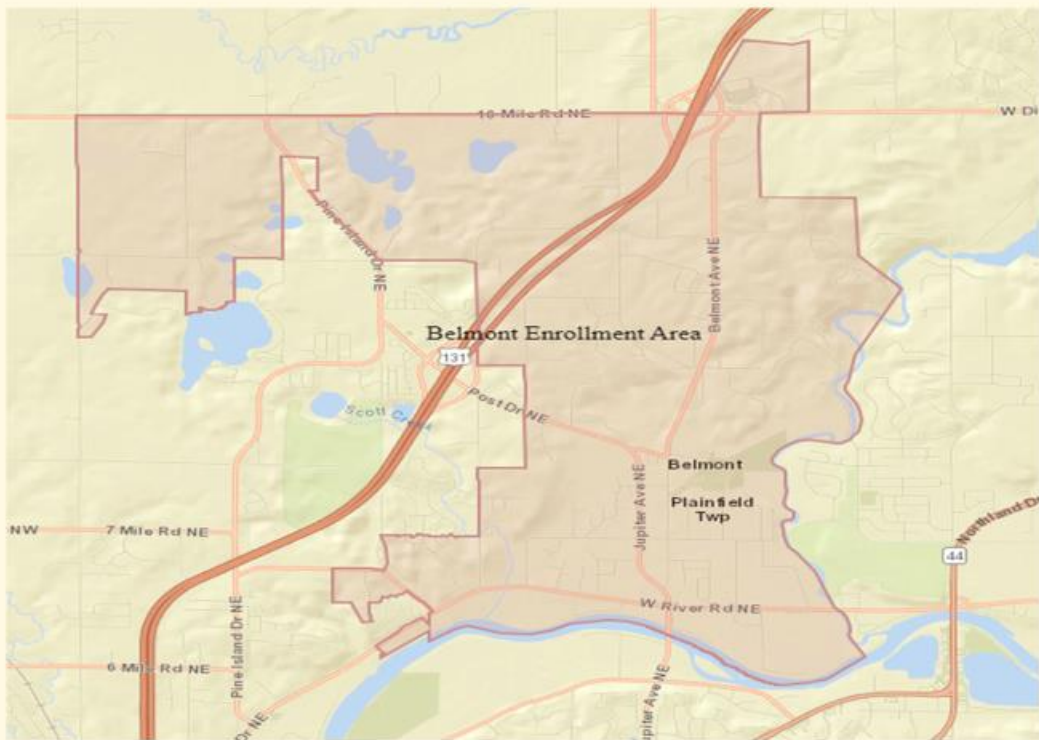 10 Mile Rd NE
W Di
Pine Island Dr NE
Belmont Ave NE
Belmont Enrollment Area
131
Post Dr NE
Scott Creek
Belmont
Plainfield
Twp
Jupiter Ave NE
NW
7 Mile Rd NE
Northland Dr
44
W River Rd NE
Pine Island Dr NE
6 Mile Rd NE
Dr NE
upiter Ave NE